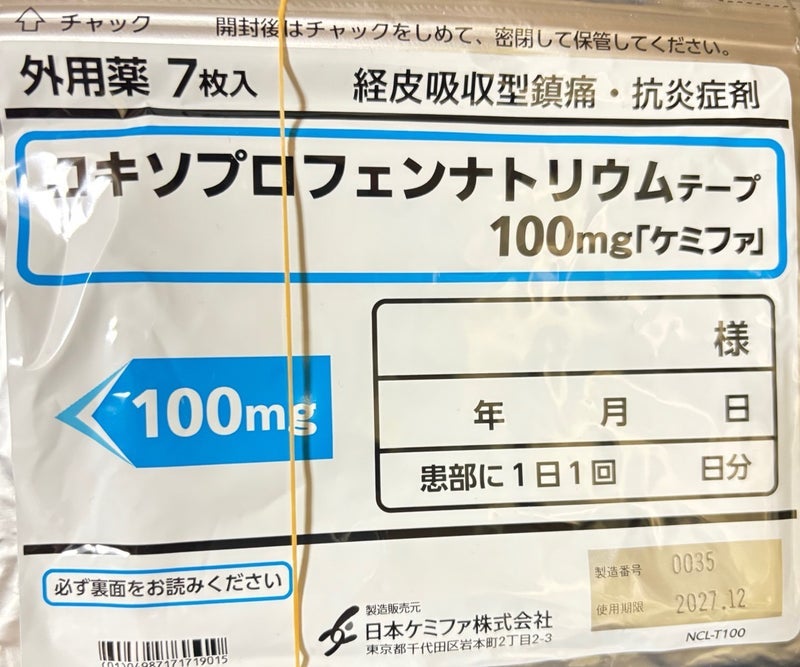 チャック 開封後はチャックをしめて、密閉して保管してください。
外用薬 7枚入 経皮吸収型鎮痛・抗炎症剤
ロキソプロフェンナトリウムテープ
100mg「ケミファ」
100mg
様
年 月 日
患部に1日1回 日分
必ず裏面をお読みください
製造番号 0035
使用期限 2027.12
製造販売元
日本ケミファ株式会社
東京都千代田区岩本町2丁目2-3
NCL-T100
(01)04987171719015